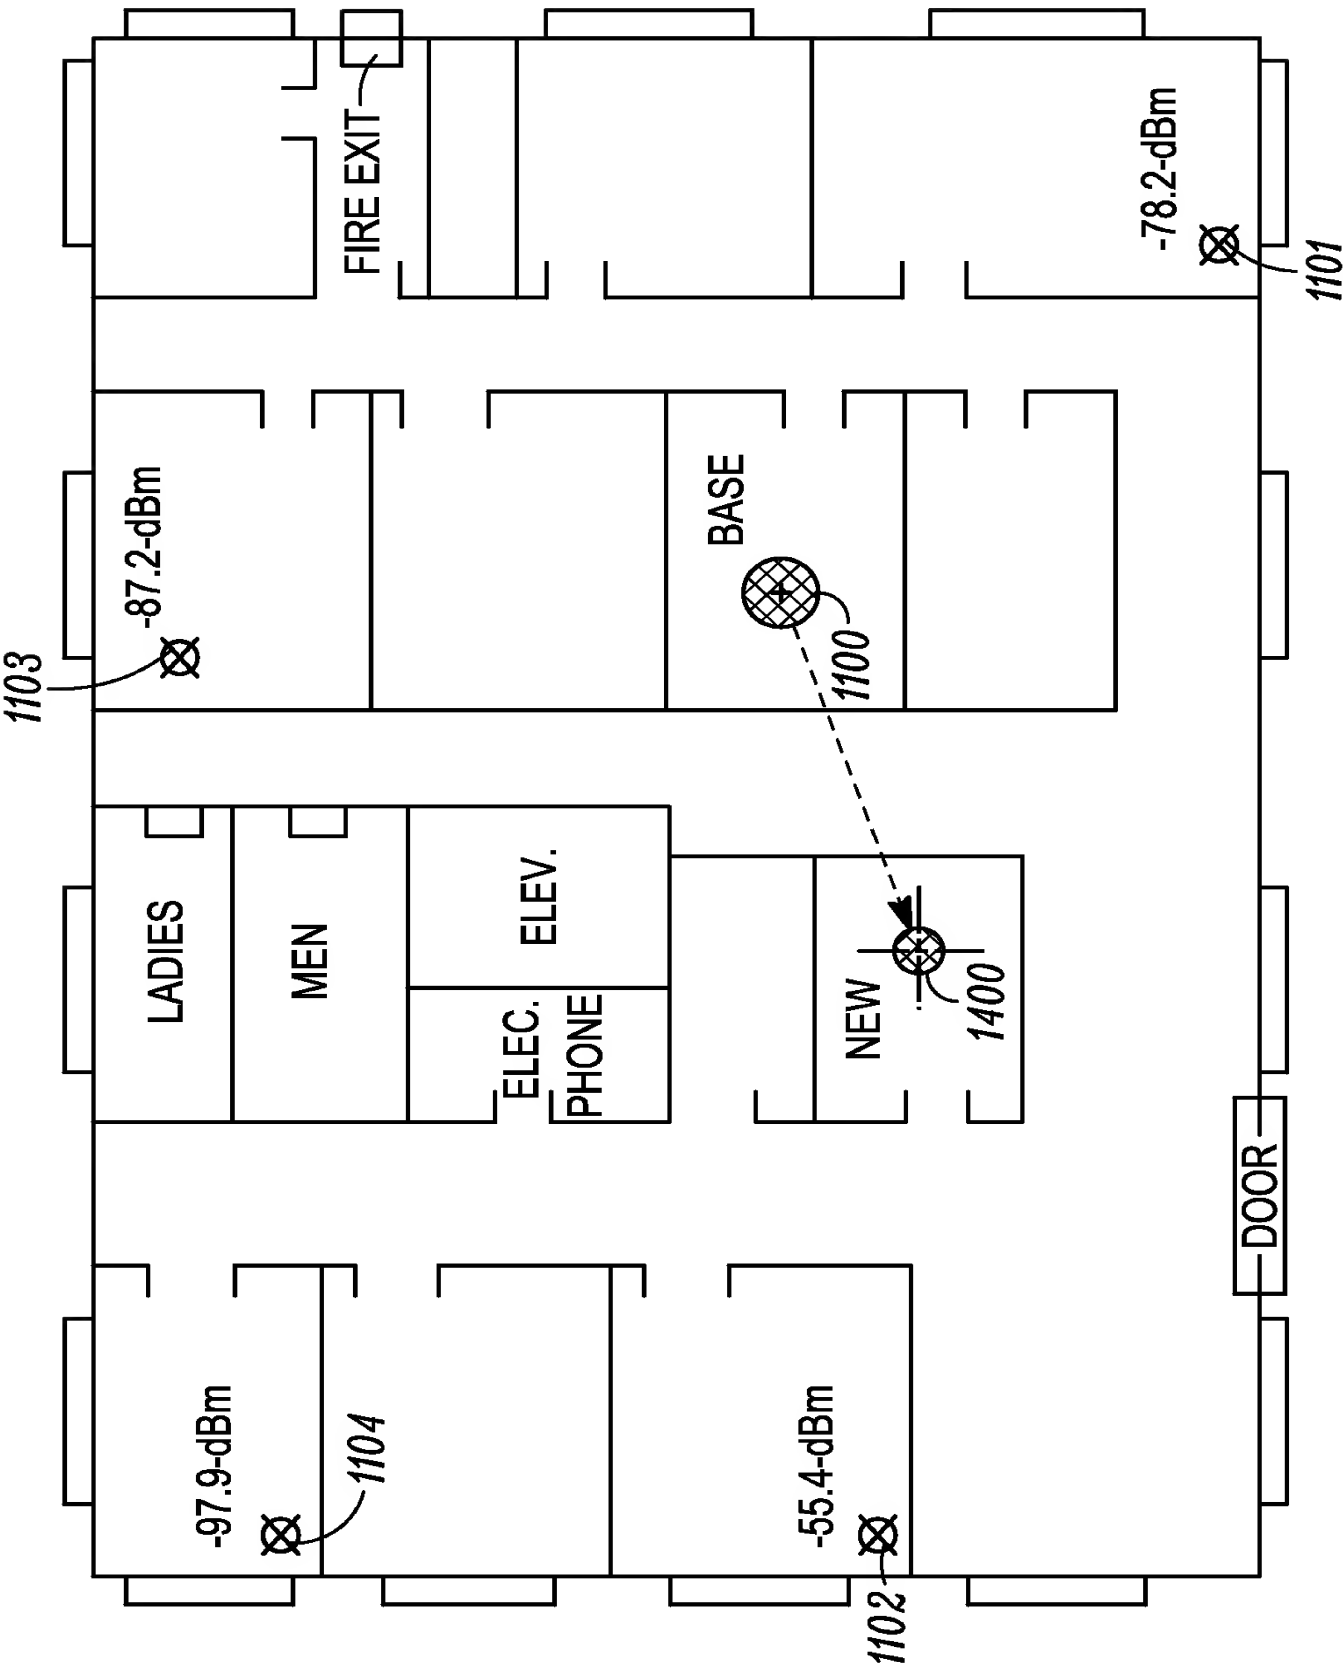 FIRE EXIT
-78.2-dBm
1101
-87.2-dBm
1103
BASE
1100
LADIES
MEN
ELEV.
ELEC.
PHONE
NEW
1400
DOOR
-97.9-dBm
1104
-55.4-dBm
1102